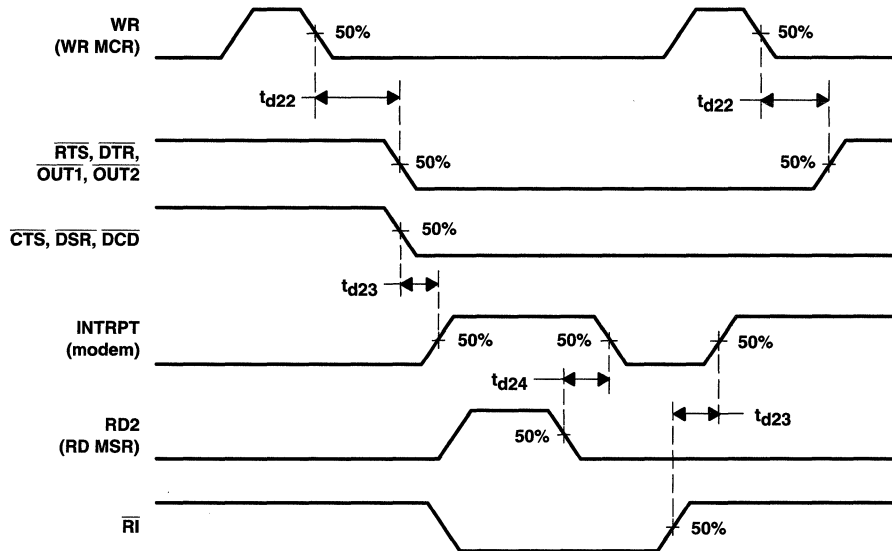 WR
(WR MCR)
50%
50%
td22
td22
RTS, DTR,
OUT1, OUT2
50%
50%
CTS, DSR, DCD
50%
td23
INTRPT
(modem)
50%
50%
50%
td24
td23
RD2
(RD MSR)
50%
RI
50%